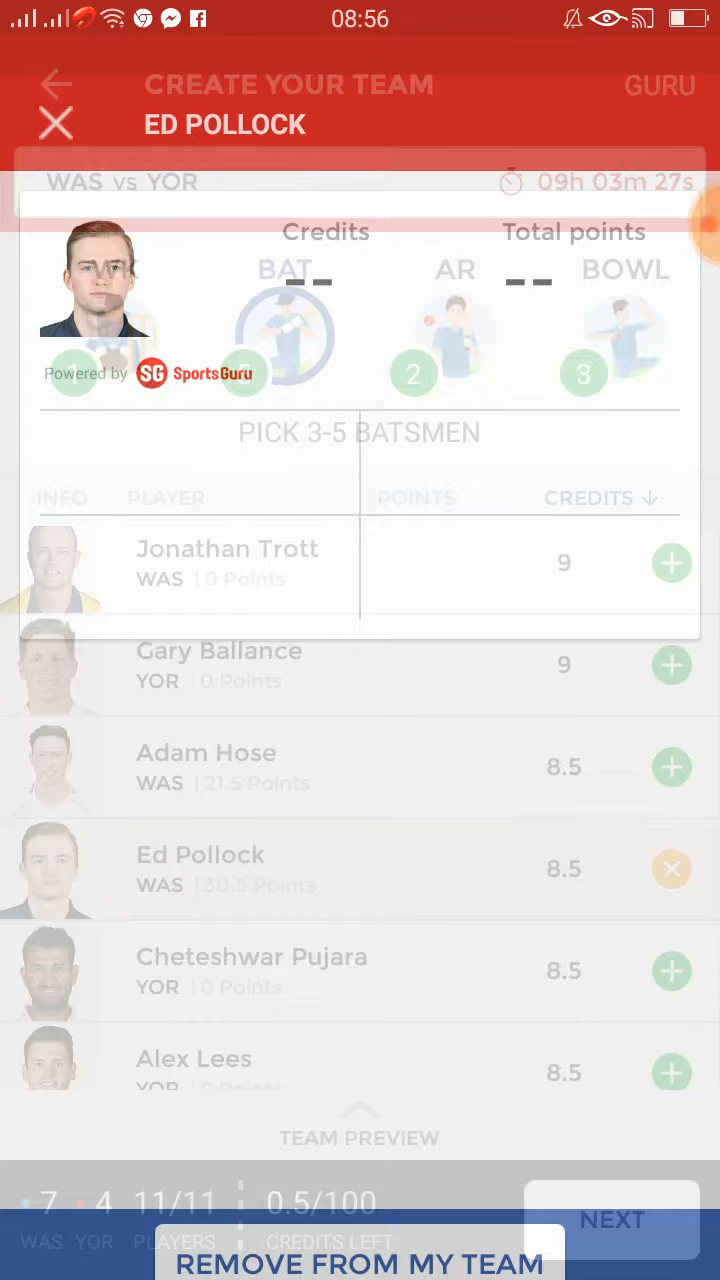 08:56
CREATE YOUR TEAM GURU
ED POLLOCK
WAS vs YOR 09h 03m 27s
Credits Total points
BAT AR BOWL
-- --
Powered by SG SportsGuru
1 2 3
PICK 3-5 BATSMEN
INFO PLAYER POINTS CREDITS ↓
Jonathan Trott
WAS | 0 Points 9
Gary Ballance
YOR | 0 Points 9
Adam Hose
WAS | 21.5 Points 8.5
Ed Pollock
WAS | 30.9 Points 8.5
Cheteshwar Pujara
YOR | 0 Points 8.5
Alex Lees
YOR | 0 Points 8.5
TEAM PREVIEW
7 4 11/11 0.5/100
WAS YOR PLAYERS CREDITS LEFT
NEXT
REMOVE FROM MY TEAM